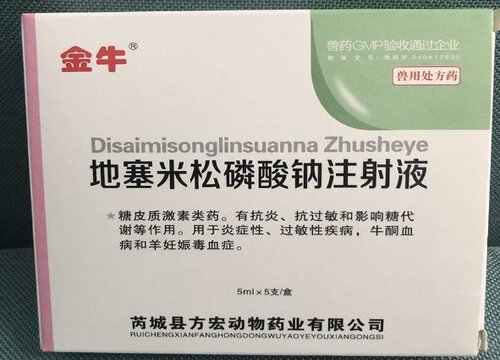 金牛®
兽药GMP验收通过企业
兽用处方药
Disaimisonglinsuanna Zhusheye
地塞米松磷酸钠注射液
★糖皮质激素类药。有抗炎、抗过敏和影响糖代
谢等作用。用于炎症性、过敏性疾病，牛酮血
病和羊妊娠毒血症。
5ml×5支/盒
芮城县方宏动物药业有限公司
RUICHENGXIANFANGHONGDONGWUYAOYEYOUXIANGONGSI